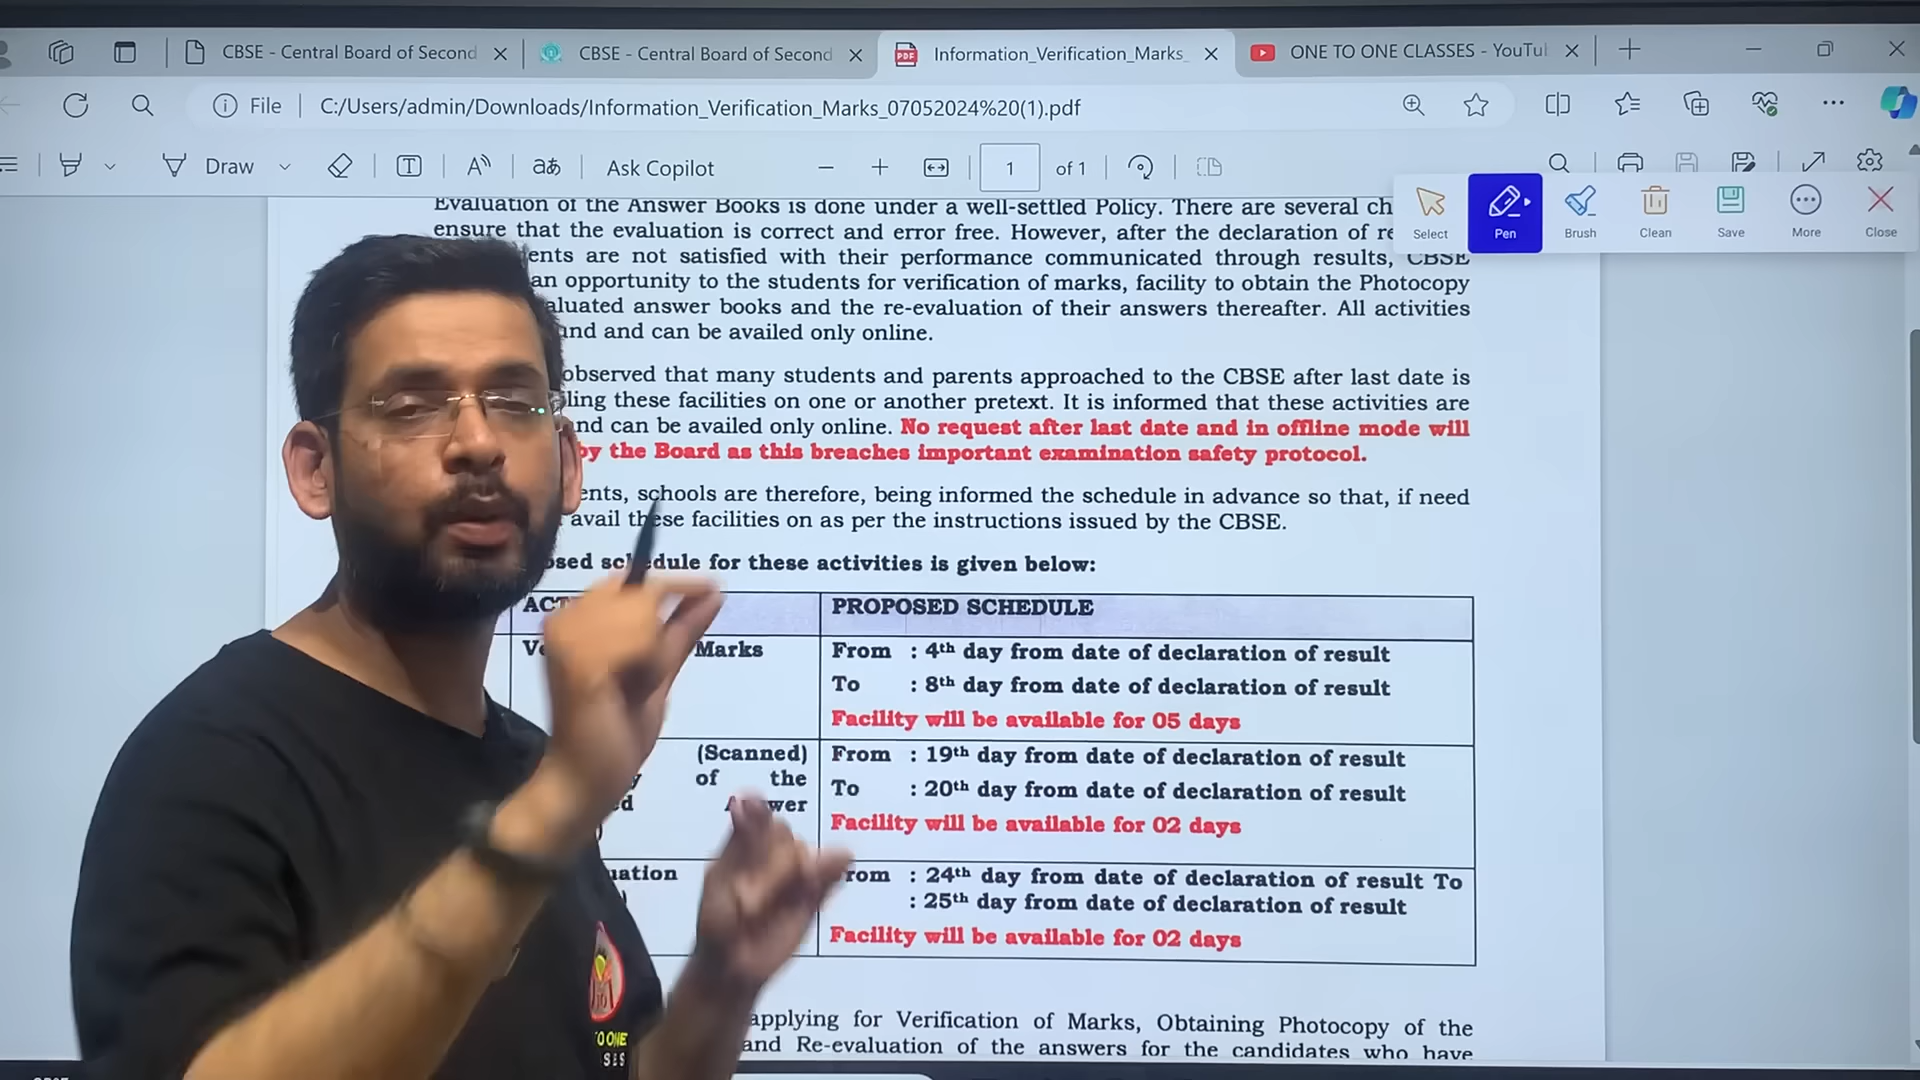 CBSE - Central Board of Second
CBSE - Central Board of Second
Information_Verification_Marks_
ONE TO ONE CLASSES - YouTu
File
C:/Users/admin/Downloads/Information_Verification_Marks_07052024%20(1).pdf
Draw
Ask Copilot
1
of 1
Select
Pen
Brush
Clean
Save
More
Close
Evaluation of the Answer Books is done under a well-settled Policy. There are several ch
ensure that the evaluation is correct and error free. However, after the declaration of re
ents are not satisfied with their performance communicated through results, CBSE
an opportunity to the students for verification of marks, facility to obtain the Photocopy
aluated answer books and the re-evaluation of their answers thereafter. All activities
und and can be availed only online.
observed that many students and parents approached to the CBSE after last date is
ling these facilities on one or another pretext. It is informed that these activities are
nd can be availed only online. No request after last date and in offline mode will
by the Board as this breaches important examination safety protocol.
ents, schools are therefore, being informed the schedule in advance so that, if need
avail these facilities on as per the instructions issued by the CBSE.
osed schedule for these activities is given below:
ACT
PROPOSED SCHEDULE
Ve
Marks
From : 4th day from date of declaration of result
To : 8th day from date of declaration of result
Facility will be available for 05 days
(Scanned)
y of the
d Answer
)
From : 19th day from date of declaration of result
To : 20th day from date of declaration of result
Facility will be available for 02 days
uation
)
From : 24th day from date of declaration of result To
: 25th day from date of declaration of result
Facility will be available for 02 days
applying for Verification of Marks, Obtaining Photocopy of the
and Re-evaluation of the answers for the candidates who have
TO ONE
SES